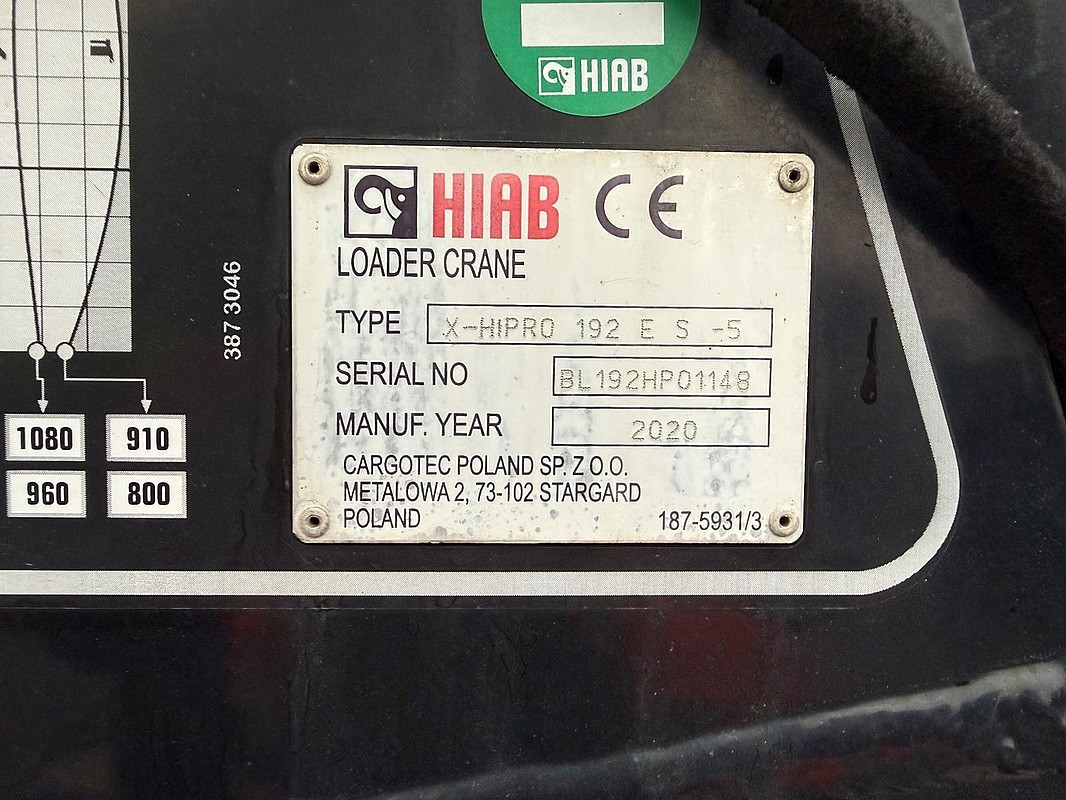 HIAB
HIAB CE
LOADER CRANE
TYPE X-HIPRO 192 E S -5
SERIAL NO BL192HP01148
MANUF. YEAR 2020
CARGOTEC POLAND SP. Z O.O.
METALOWA 2, 73-102 STARGARD
POLAND 187-5931/3
387 3046
1080 910
960 800